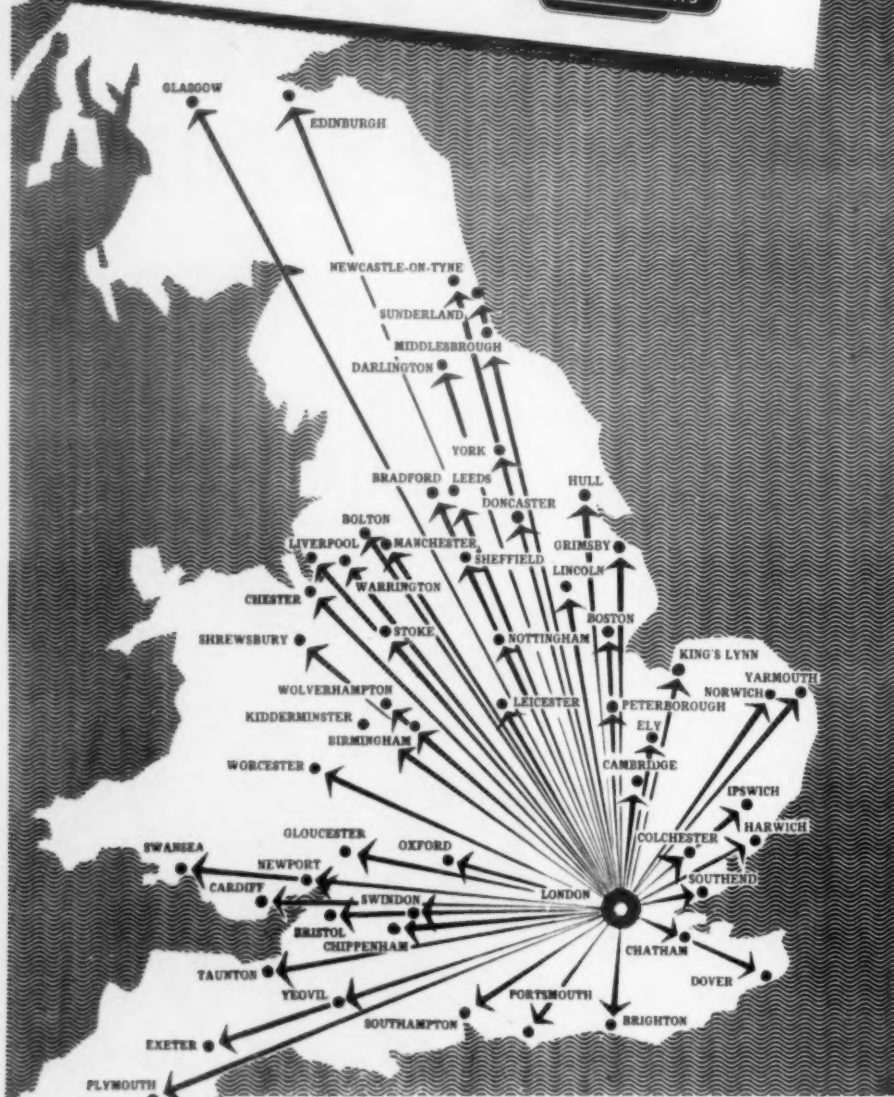 GLASGOW
EDINBURGH
NEWCASTLE-ON-TYNE
SUNDERLAND
MIDDLESBROUGH
DARLINGTON
YORK
BRADFORD
LEEDS
HULL
DONCASTER
BOLTON
LIVERPOOL
MANCHESTER
SHEFFIELD
GRIMSBY
LINCOLN
WARRINGTON
CHESTER
STOKE
BOSTON
SHREWSBURY
NOTTINGHAM
KING'S LYNN
YARMOUTH
NORWICH
WOLVERHAMPTON
LEICESTER
PETERBOROUGH
KIDDERMINSTER
ELY
BIRMINGHAM
WORCESTER
CAMBRIDGE
IPSWICH
HARWICH
GLOUCESTER
OXFORD
COLCHESTER
SWANSEA
NEWPORT
SOUTHEND
CARDIFF
LONDON
SWINDON
BRISTOL
CHIPPENHAM
CHATHAM
TAUNTON
DOVER
YEOVIL
PORTSMOUTH
SOUTHAMPTON
BRIGHTON
EXETER
PLYMOUTH